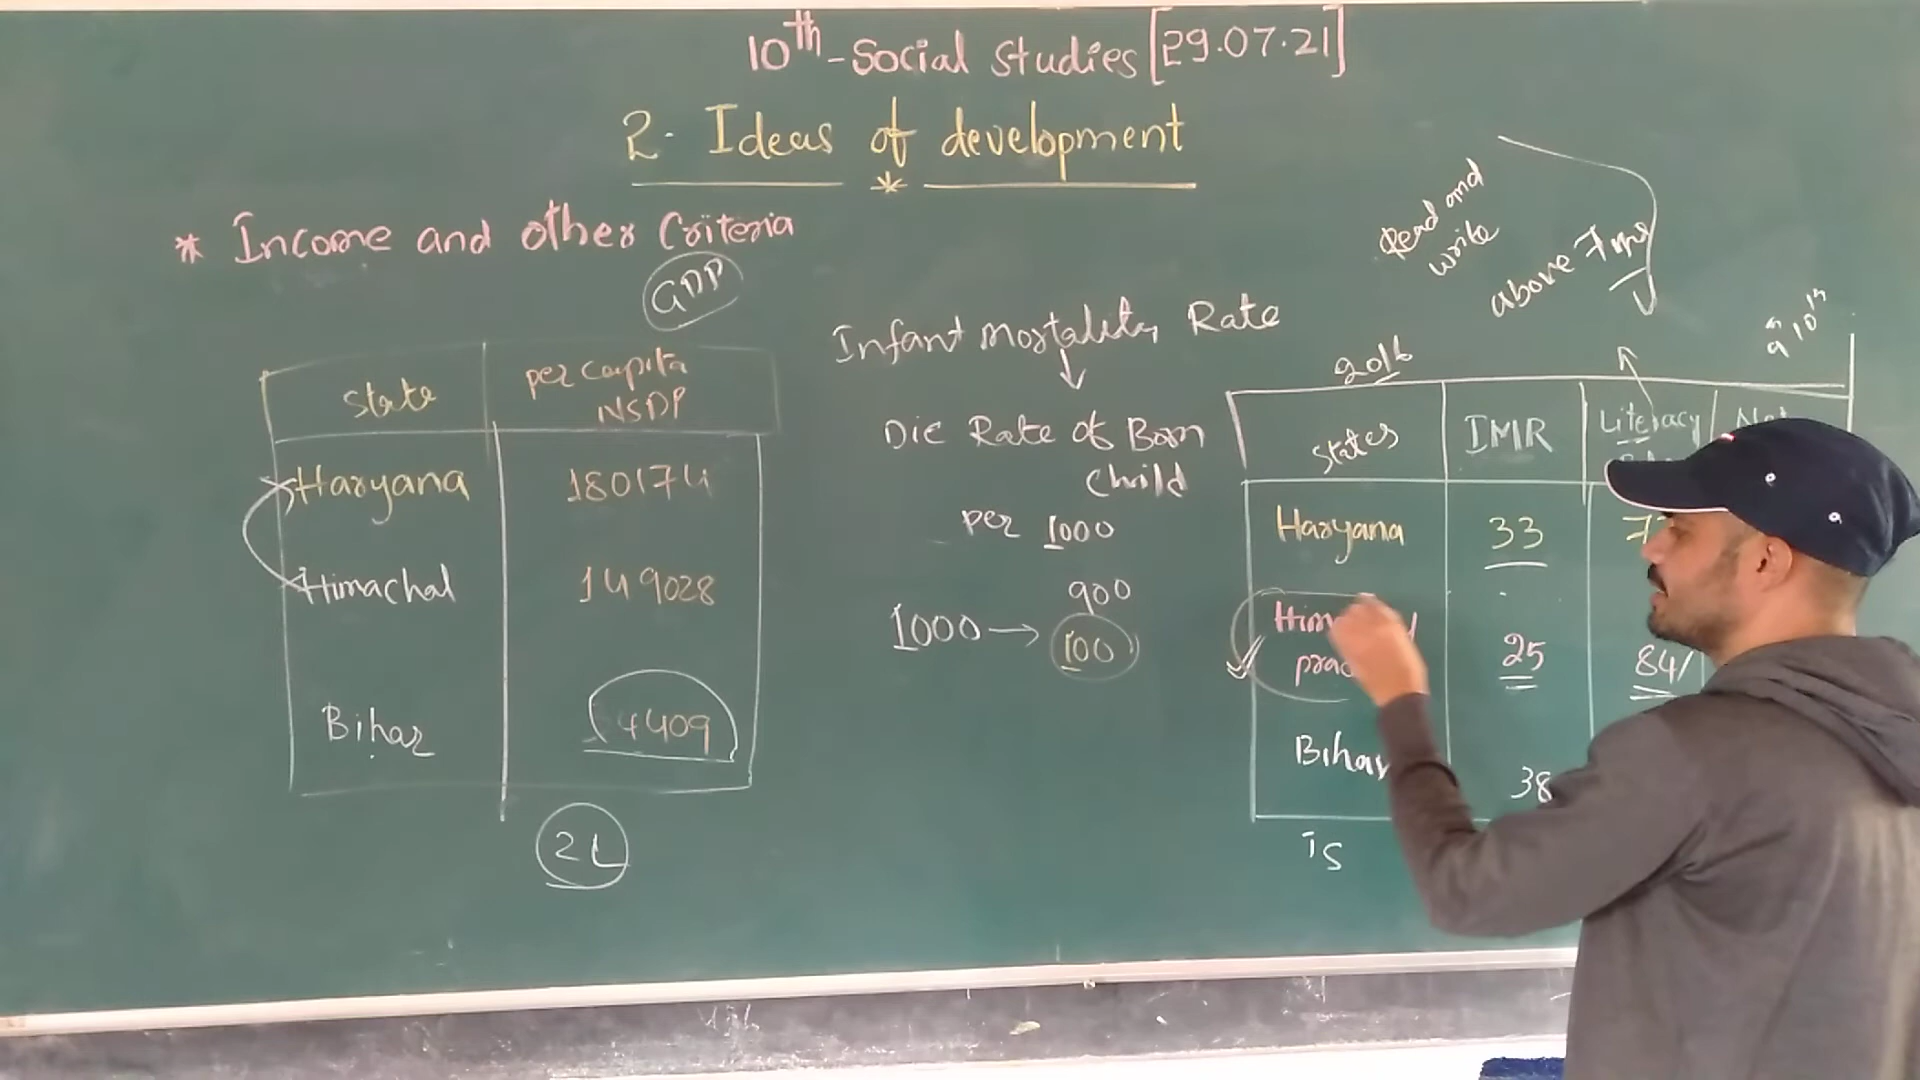 10th-Social Studies [29.07.21]
2. Ideas of development
* Income and other Criteria
GDP
State
per capita
NSDP
Haryana 180174
Himachal 149028
Bihar 4409
2L
Infant mortality Rate
Die Rate of Born
child
per 1000
900
1000 → 100
Read and
write
above 7 yrs
10th
2016
States IMR Literacy
Haryana 33
25 84
Bihar 38
is